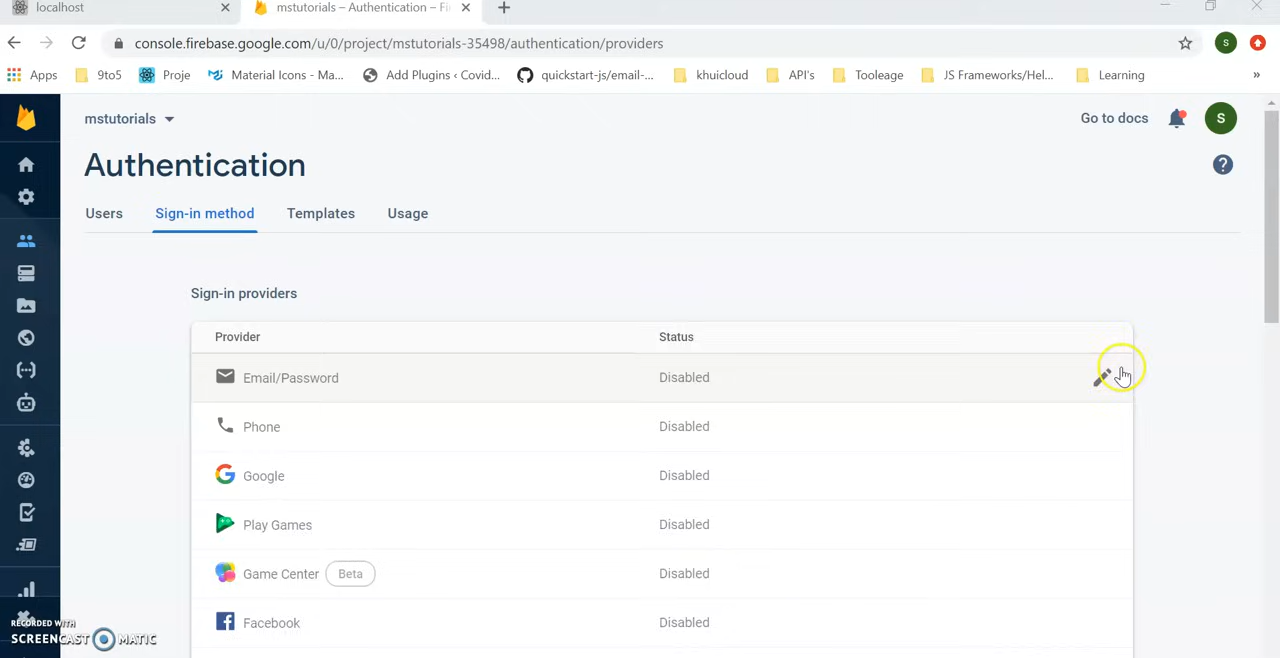 localhost
mstutorials – Authentication – Fi
console.firebase.google.com/u/0/project/mstutorials-35498/authentication/providers
S
Apps
9to5
Proje
Material Icons - Ma...
Add Plugins ‹ Covid...
quickstart-js/email-...
khuicloud
API's
Tooleage
JS Frameworks/Hel...
Learning
»
mstutorials
Go to docs
S
Authentication
?
Users
Sign-in method
Templates
Usage
Sign-in providers
Provider
Status
Email/Password
Disabled
Phone
Disabled
Google
Disabled
Play Games
Disabled
Game Center
Beta
Disabled
Facebook
Disabled
RECORDED WITH
SCREENCAST MATIC